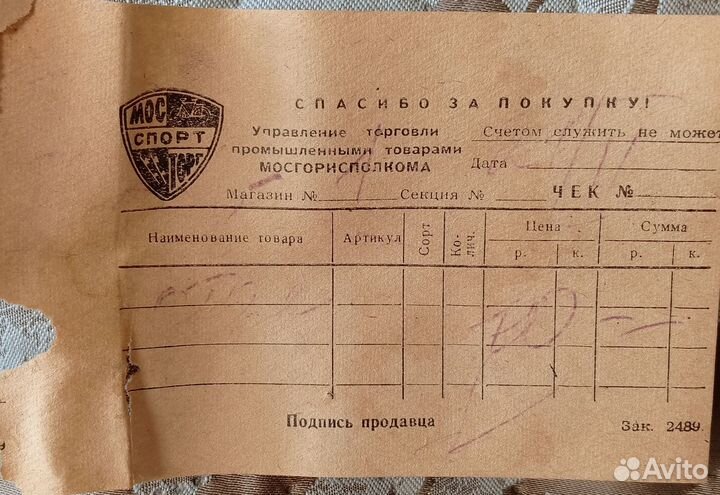 СПАСИБО ЗА ПОКУПКУ!
МОС
СПОРТ
ТОРГ
Управление торговли
промышленными товарами
МОСГОРИСПОЛКОМА
Счетом служить не может
Дата
Магазин № Секция № ЧЕК №
Наименование товара Артикул Сорт Ко-лич. Цена Сумма
р. к. р. к.
Подпись продавца
Зак. 2489.
Avito